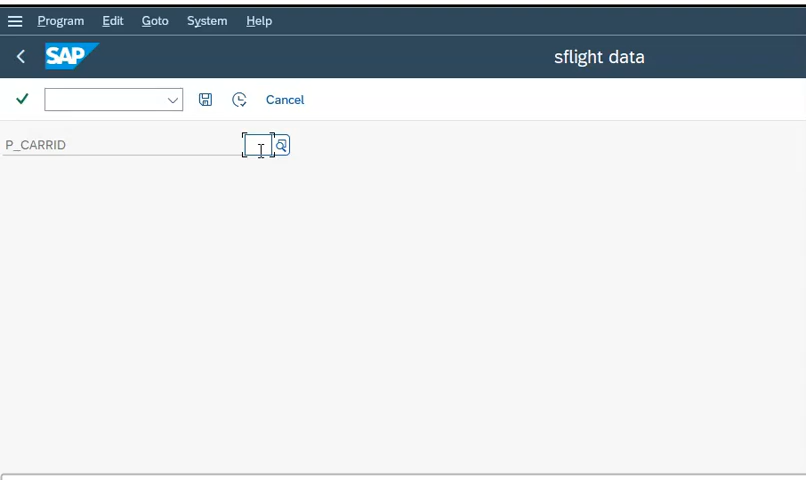 Program Edit Goto System Help
SAP sflight data
Cancel
P_CARRID